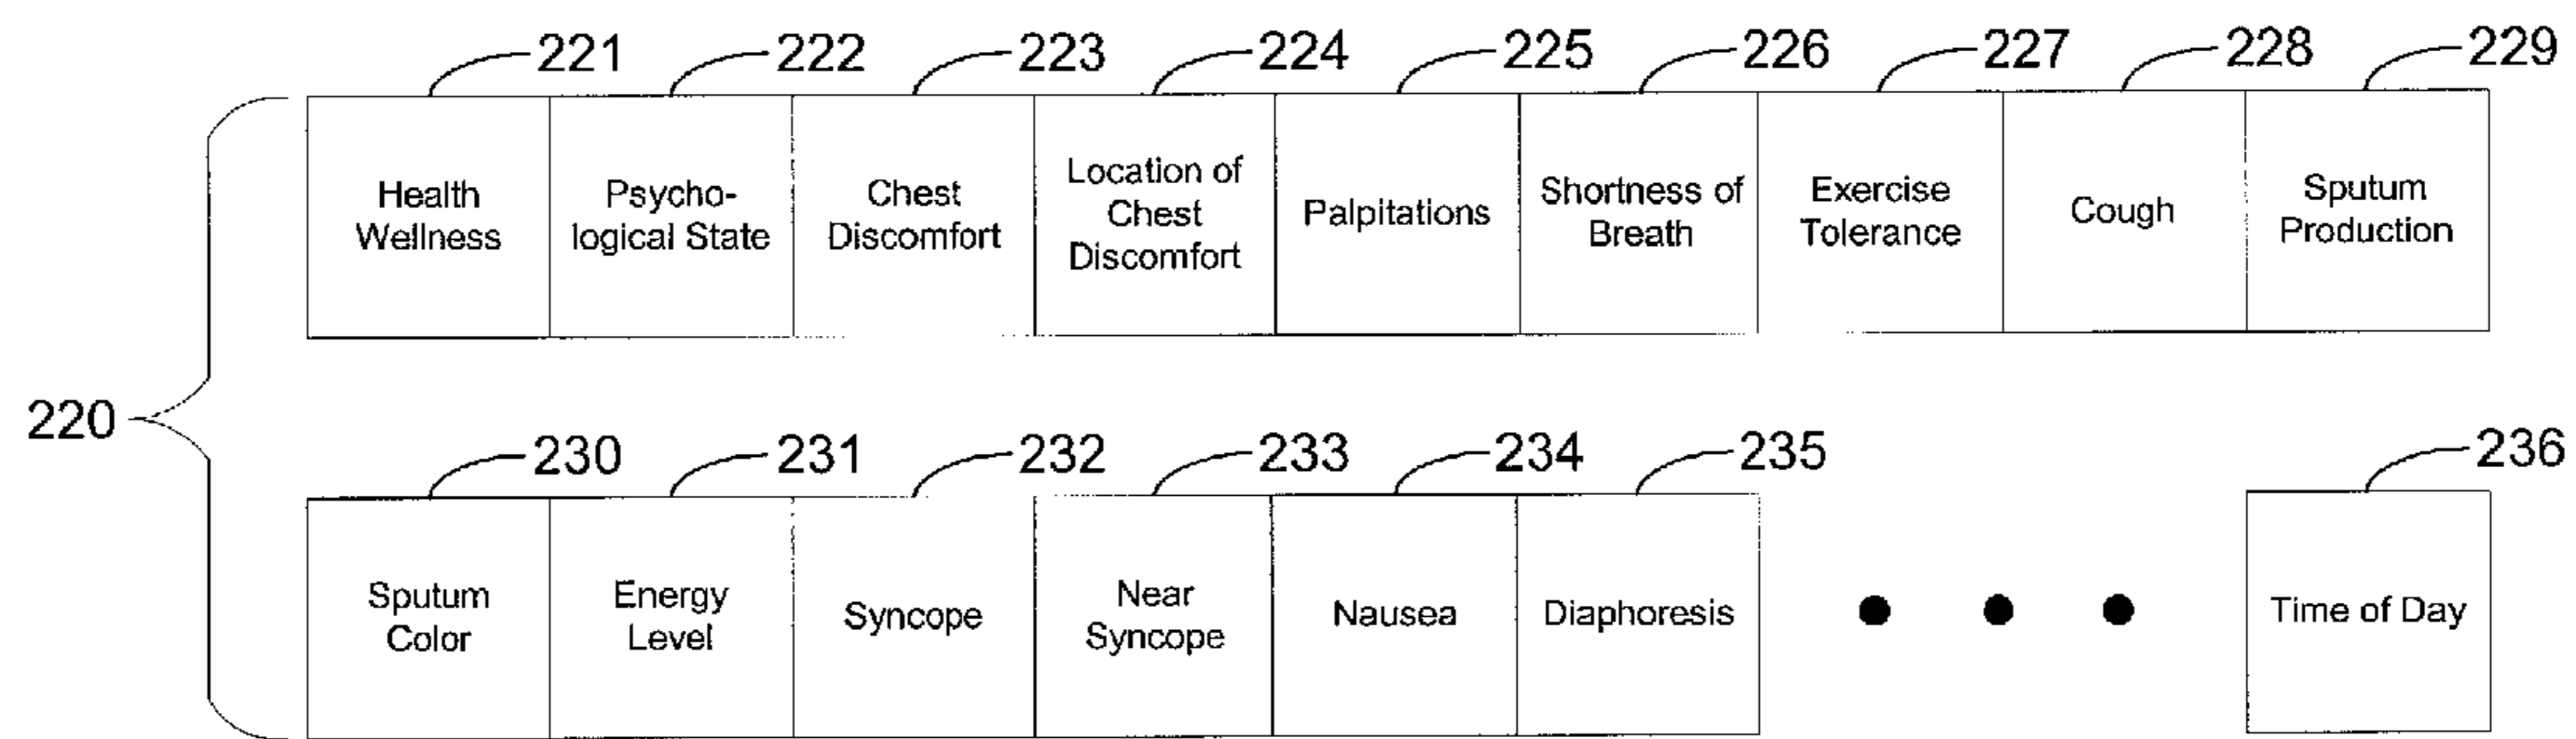 221 222 223 224 225 226 227 228 229
Health
Wellness
Psycho-
logical State
Chest
Discomfort
Location of
Chest
Discomfort
Palpitations
Shortness of
Breath
Exercise
Tolerance
Cough
Sputum
Production
220
230 231 232 233 234 235 236
Sputum
Color
Energy
Level
Syncope
Near
Syncope
Nausea
Diaphoresis
Time of Day